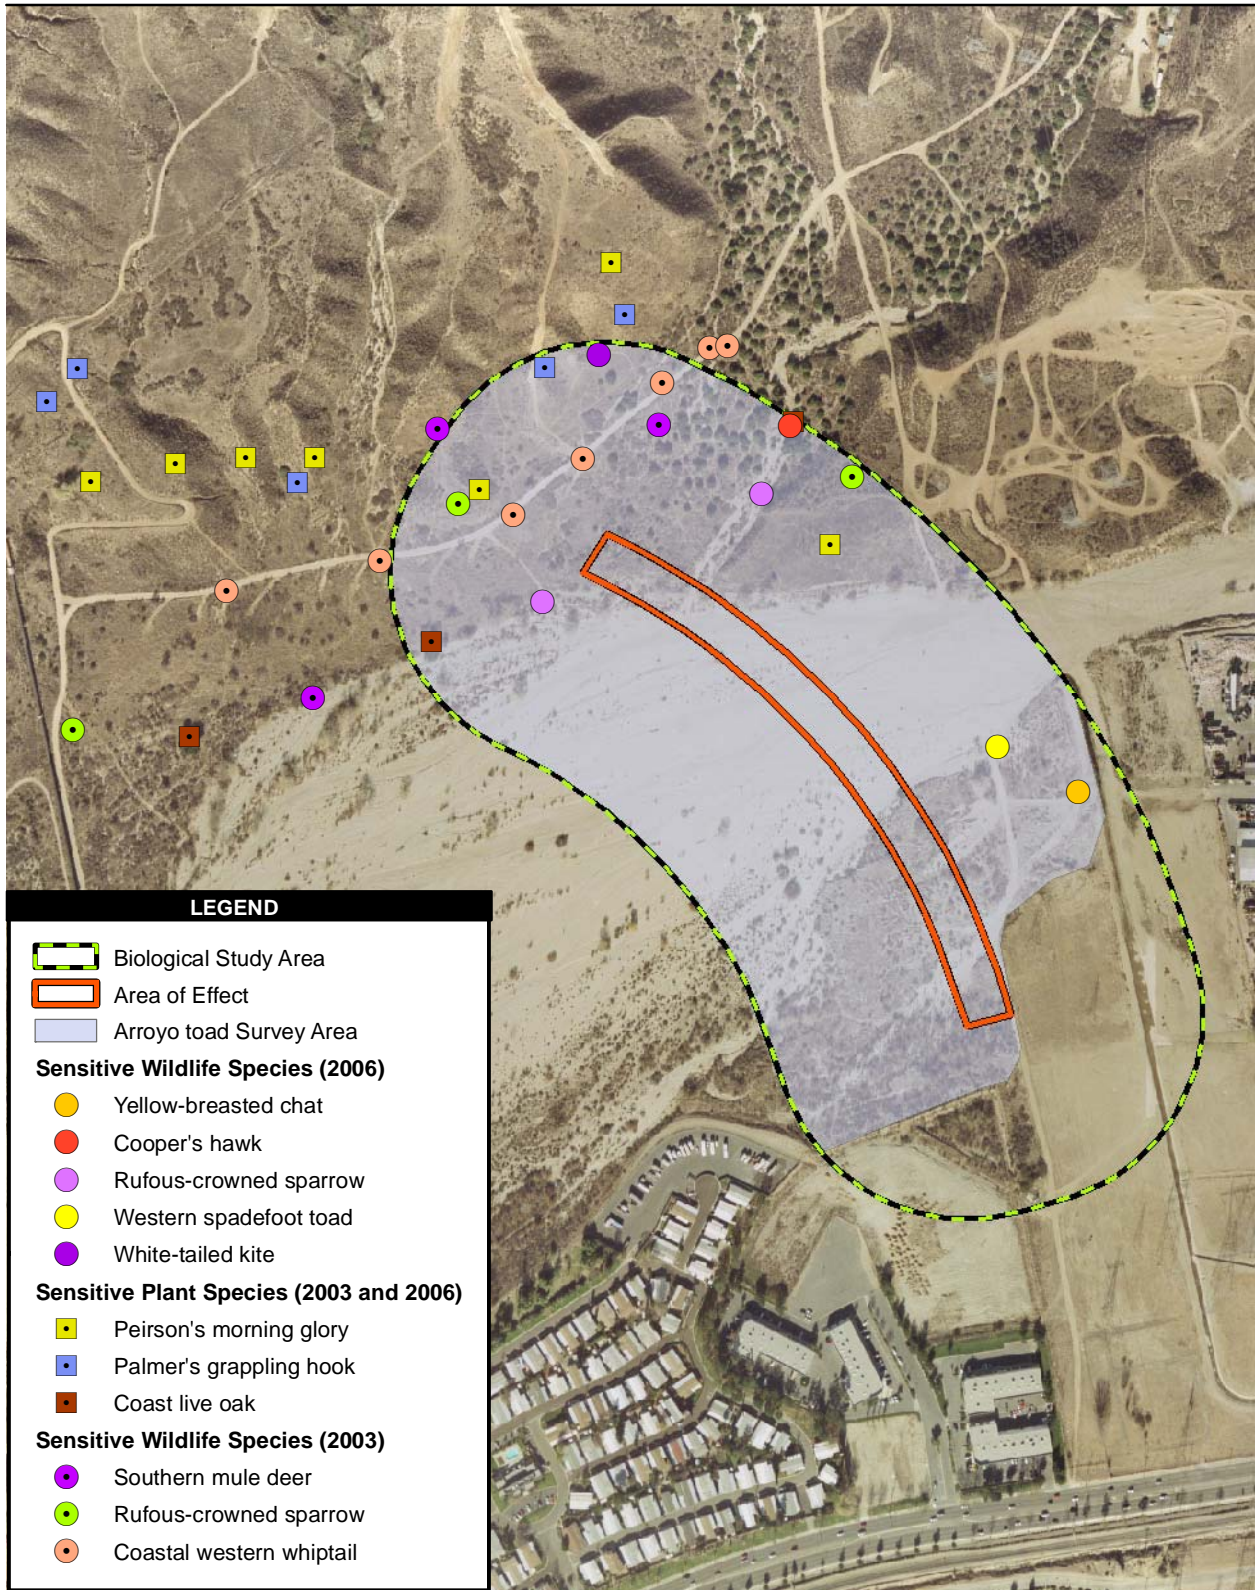 LEGEND
Biological Study Area
Area of Effect
Arroyo toad Survey Area
Sensitive Wildlife Species (2006)
Yellow-breasted chat
Cooper's hawk
Rufous-crowned sparrow
Western spadefoot toad
White-tailed kite
Sensitive Plant Species (2003 and 2006)
Peirson's morning glory
Palmer's grappling hook
Coast live oak
Sensitive Wildlife Species (2003)
Southern mule deer
Rufous-crowned sparrow
Coastal western whiptail